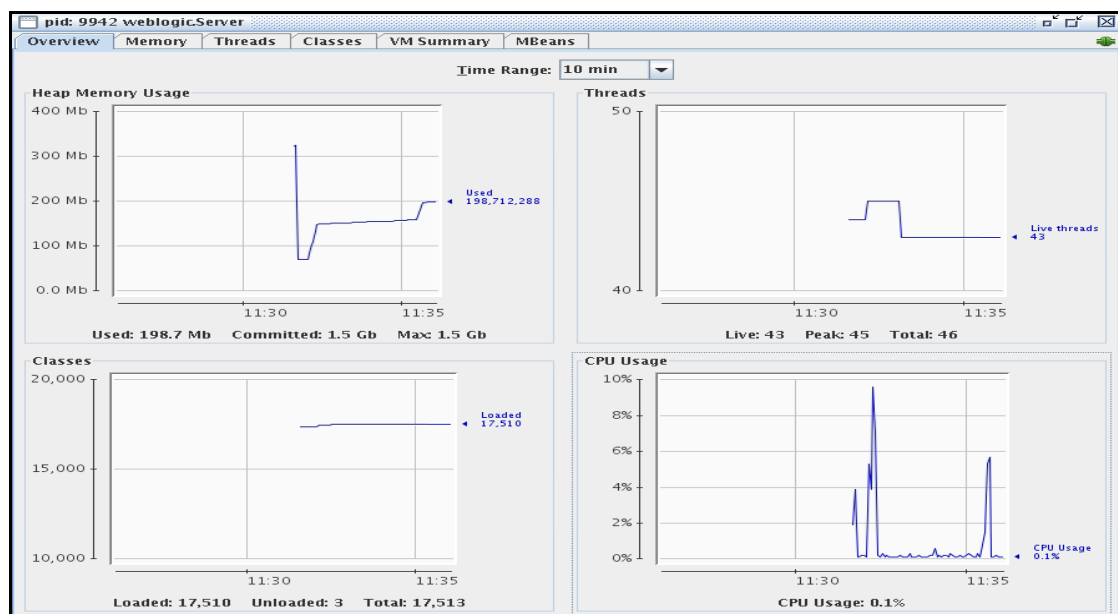 pid: 9942 weblogic.Server
Overview Memory Threads Classes VM Summary MBeans
Time Range: 10 min
Heap Memory Usage
400 Mb
300 Mb
200 Mb
100 Mb
0.0 Mb
Used
198,712,288
11:30 11:35
Used: 198.7 Mb Committed: 1.5 Gb Max: 1.5 Gb
Threads
50
40
Live threads
43
11:30 11:35
Live: 43 Peak: 45 Total: 46
Classes
20,000
15,000
10,000
Loaded
17,510
11:30 11:35
Loaded: 17,510 Unloaded: 3 Total: 17,513
CPU Usage
10%
8%
6%
4%
2%
0%
CPU Usage
0.1%
11:30 11:35
CPU Usage: 0.1%